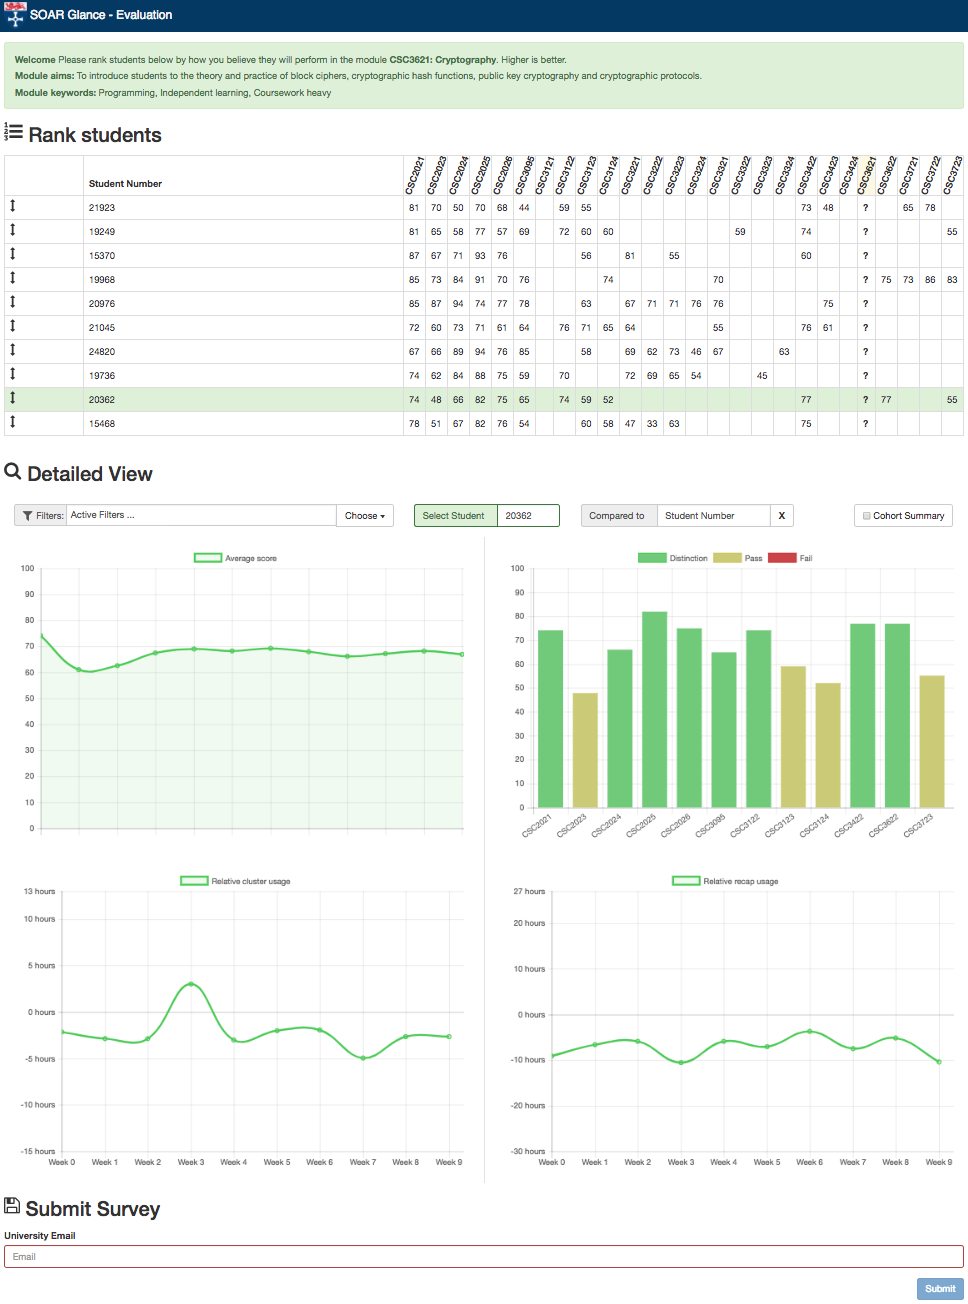 SOAR Glance - Evaluation
Welcome Please rank students below by how you believe they will perform in the module CSC3621: Cryptography. Higher is better.
Module aims: To introduce students to the theory and practice of block ciphers, cryptographic hash functions, public key cryptography and cryptographic protocols.
Module keywords: Programming, Independent learning, Coursework heavy
Rank students
Student Number CSC2021 CSC2023 CSC2024 CSC2025 CSC2026 CSC3095 CSC3121 CSC3122 CSC3123 CSC3124 CSC3221 CSC3222 CSC3223 CSC3224 CSC3321 CSC3322 CSC3323 CSC3324 CSC3422 CSC3423 CSC3424 CSC3621 CSC3622 CSC3721 CSC3722 CSC3723
21923 81 70 50 70 68 44 59 55 73 48 ? 65 78
19249 81 65 58 77 57 69 72 60 60 59 74 ? 55
15370 87 67 71 93 76 56 81 55 60 ?
19968 85 73 84 91 70 76 74 70 ? 75 73 86 83
20976 85 87 94 74 77 78 63 67 71 71 76 76 75 ?
21045 72 60 73 71 61 64 76 71 65 64 55 76 61 ?
24820 67 66 89 94 76 85 58 69 62 73 46 67 63 ?
19736 74 62 84 88 75 59 70 72 69 65 54 45 ?
20362 74 48 66 82 75 65 74 59 52 77 ? 77 55
15468 78 51 67 82 76 54 60 58 47 33 63 75 ?
Detailed View
Filters: Active Filters ... Choose
Select Student 20362
Compared to Student Number X
Cohort Summary
Average score
100
90
80
70
60
50
40
30
20
10
0
Distinction Pass Fail
100
90
80
70
60
50
40
30
20
10
0
CSC2021 CSC2023 CSC2024 CSC2025 CSC2026 CSC3095 CSC3122 CSC3123 CSC3124 CSC3422 CSC3622 CSC3723
Relative cluster usage
13 hours
10 hours
5 hours
0 hours
-5 hours
-10 hours
-15 hours
Week 0 Week 1 Week 2 Week 3 Week 4 Week 5 Week 6 Week 7 Week 8 Week 9
Relative recap usage
27 hours
20 hours
10 hours
0 hours
-10 hours
-20 hours
-30 hours
Week 0 Week 1 Week 2 Week 3 Week 4 Week 5 Week 6 Week 7 Week 8 Week 9
Submit Survey
University Email
Email
Submit